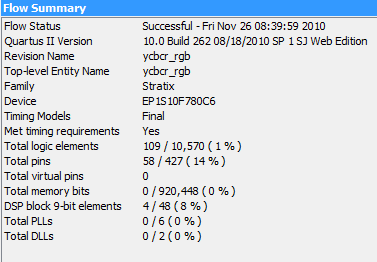 Flow Summary
Flow Status Successful - Fri Nov 26 08:39:59 2010
Quartus II Version 10.0 Build 262 08/18/2010 SP 1 SJ Web Edition
Revision Name ycbcr_rgb
Top-level Entity Name ycbcr_rgb
Family Stratix
Device EP1S10F780C6
Timing Models Final
Met timing requirements Yes
Total logic elements 109 / 10,570 ( 1 % )
Total pins 58 / 427 ( 14 % )
Total virtual pins 0
Total memory bits 0 / 920,448 ( 0 % )
DSP block 9-bit elements 4 / 48 ( 8 % )
Total PLLs 0 / 6 ( 0 % )
Total DLLs 0 / 2 ( 0 % )